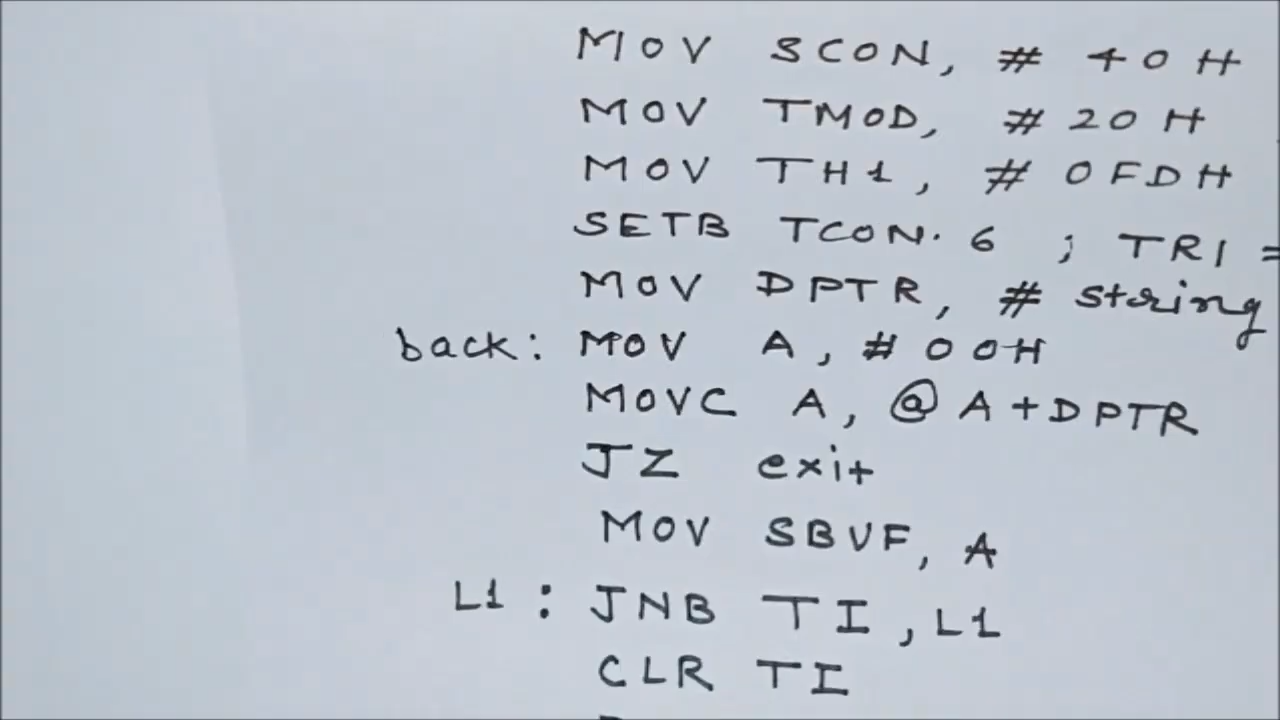 MOV SCON, # 40H
MOV TMOD, # 20H
MOV TH1, # 0FDH
SETB TCON.6 ; TR1 =
MOV DPTR, # string
back: MOV A, # 00H
MOVC A, @ A+DPTR
JZ exit
MOV SBUF, A
L1 : JNB TI, L1
CLR TI